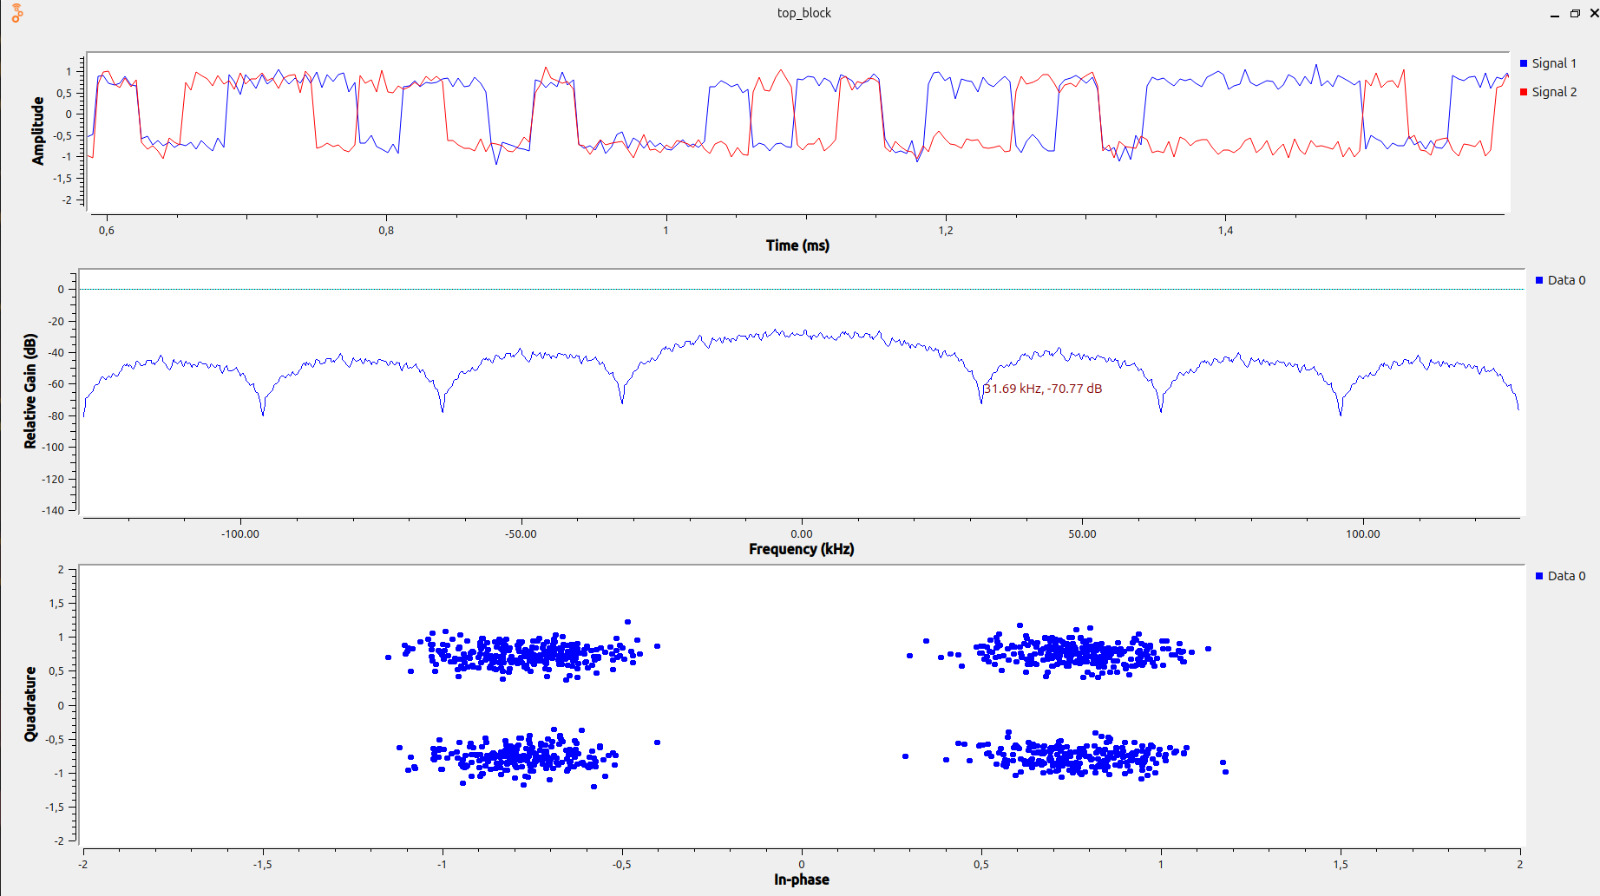 top_block
Amplitude
1
0,5
0
-0,5
-1
-1,5
-2
0,6 0,8 1 1,2 1,4
Time (ms)
Signal 1
Signal 2
Relative Gain (dB)
0
-20
-40
-60
-80
-100
-120
-140
31.69 kHz, -70.77 dB
-100.00 -50.00 0.00 50.00 100.00
Frequency (kHz)
Data 0
Quadrature
2
1,5
1
0,5
0
-0,5
-1
-1,5
-2
-2 -1,5 -1 -0,5 0 0,5 1 1,5 2
In-phase
Data 0